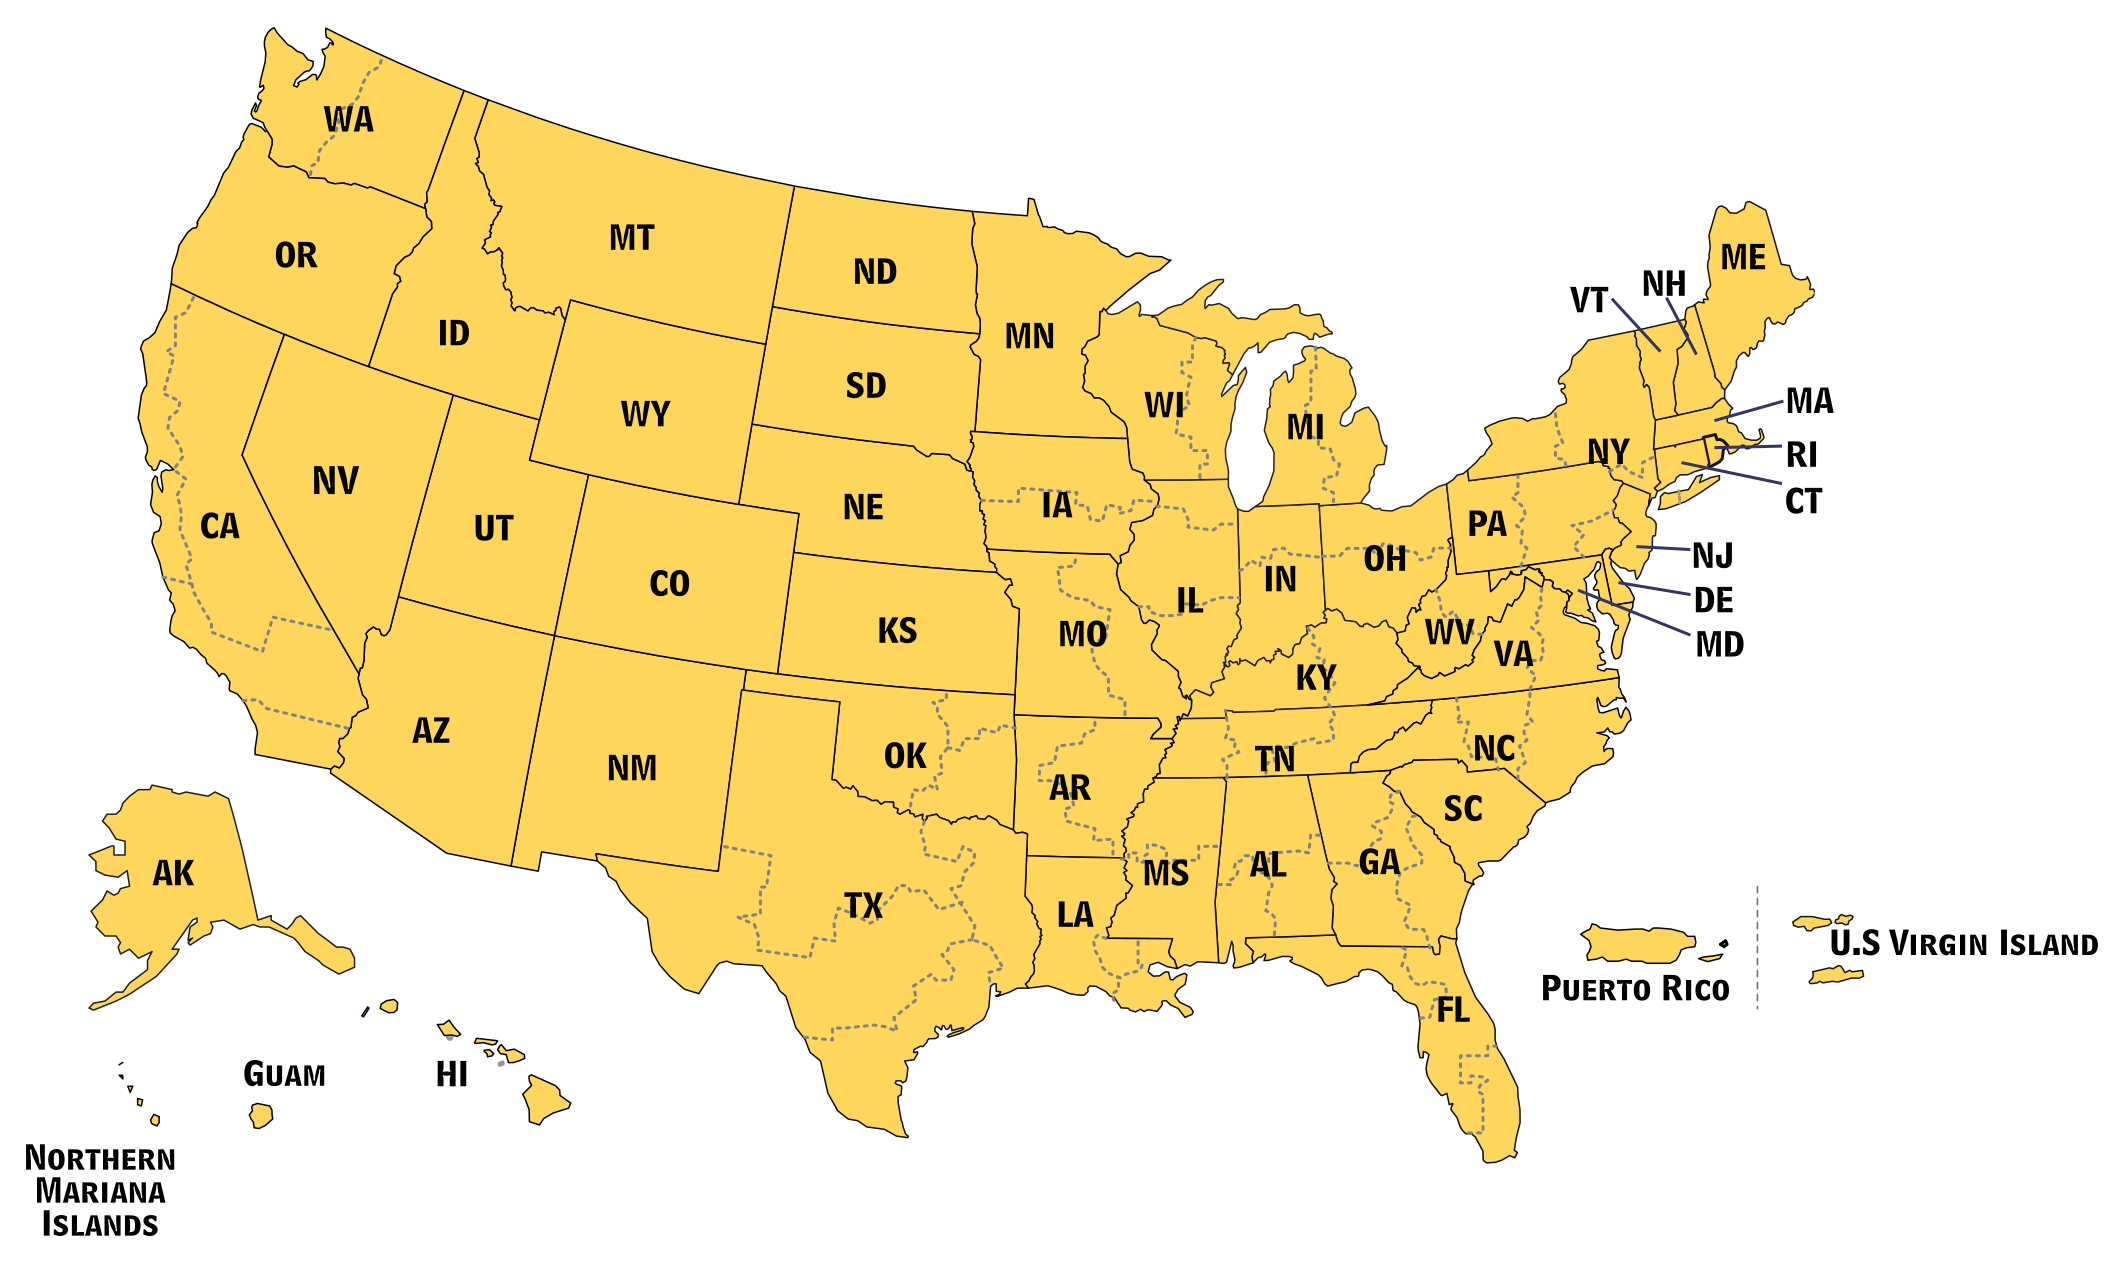 WA
MT
ME
OR
ND
NH
VT
ID
MN
SD
WY
WI
MI
MA
NY
RI
NV
CT
NE
IA
PA
CA
UT
NJ
OH
CO
IN
IL
DE
KS
MO
WV
MD
VA
KY
AZ
NM
OK
TN
NC
AR
SC
AK
MS
AL
GA
TX
LA
U.S VIRGIN ISLAND
PUERTO RICO
FL
GUAM
HI
NORTHERN
MARIANA
ISLANDS